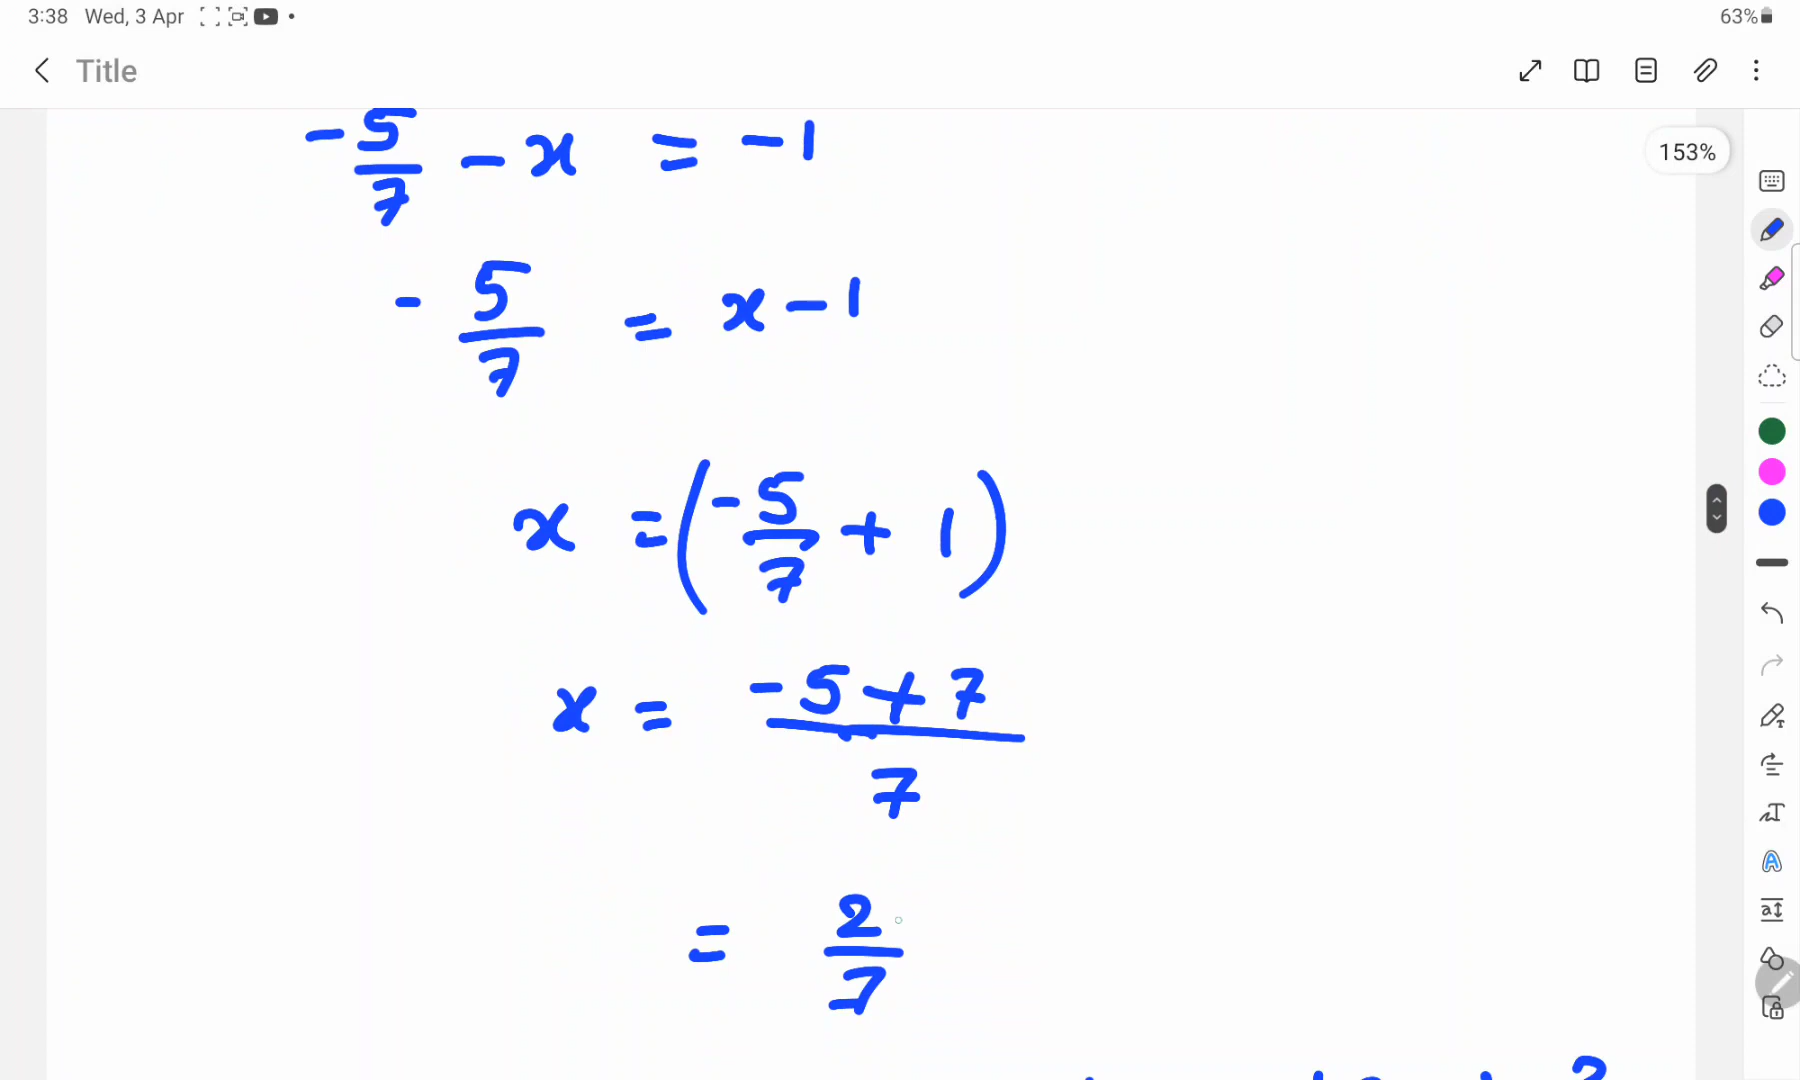 3:38 Wed, 3 Apr 63%
Title
153%
-5/7 - x = -1
- 5/7 = x - 1
x = (-5/7 + 1)
x = -5+7/7
= 2/7